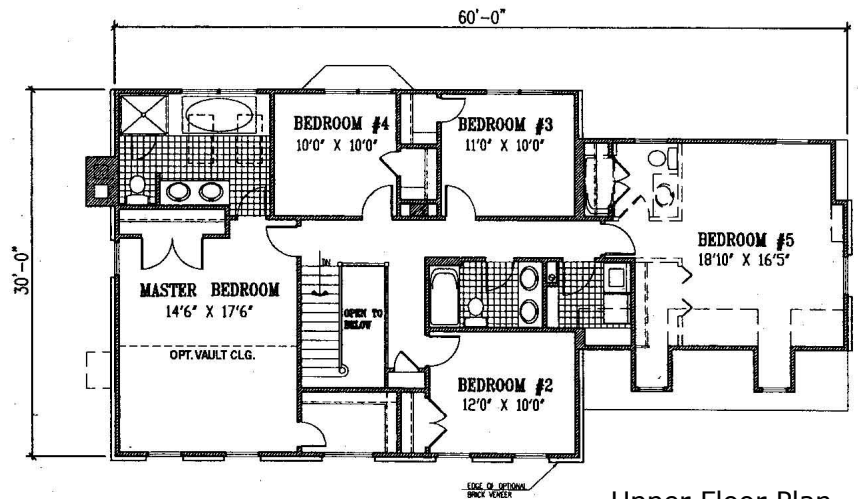 60'-0"
BEDROOM #4
10'0" X 10'0"
BEDROOM #3
11'0" X 10'0"
30'-0"
BEDROOM #5
18'10" X 16'5"
DN
MASTER BEDROOM
14'6" X 17'6"
OPEN TO
BELOW
OPT. VAULT CLG.
BEDROOM #2
12'0" X 10'0"
EDGE OF OPTIONAL
BRICK VENEER
Upper Floor Plan